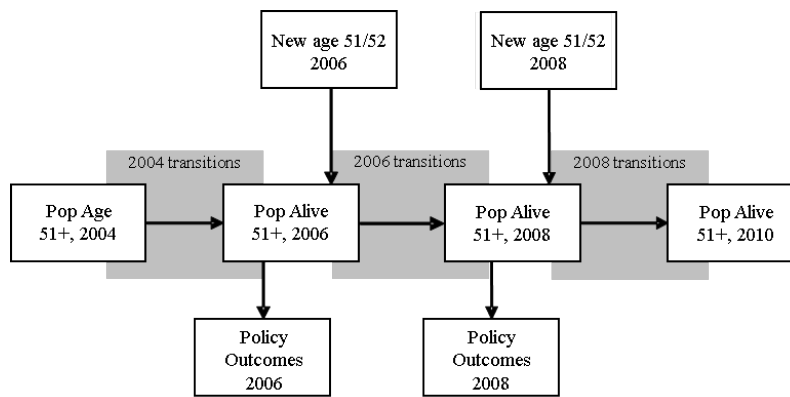 New age 51/52
2006
New age 51/52
2008
2004 transitions
2006 transitions
2008 transitions
Pop Age
51+, 2004
Pop Alive
51+, 2006
Pop Alive
51+, 2008
Pop Alive
51+, 2010
Policy
Outcomes
2006
Policy
Outcomes
2008